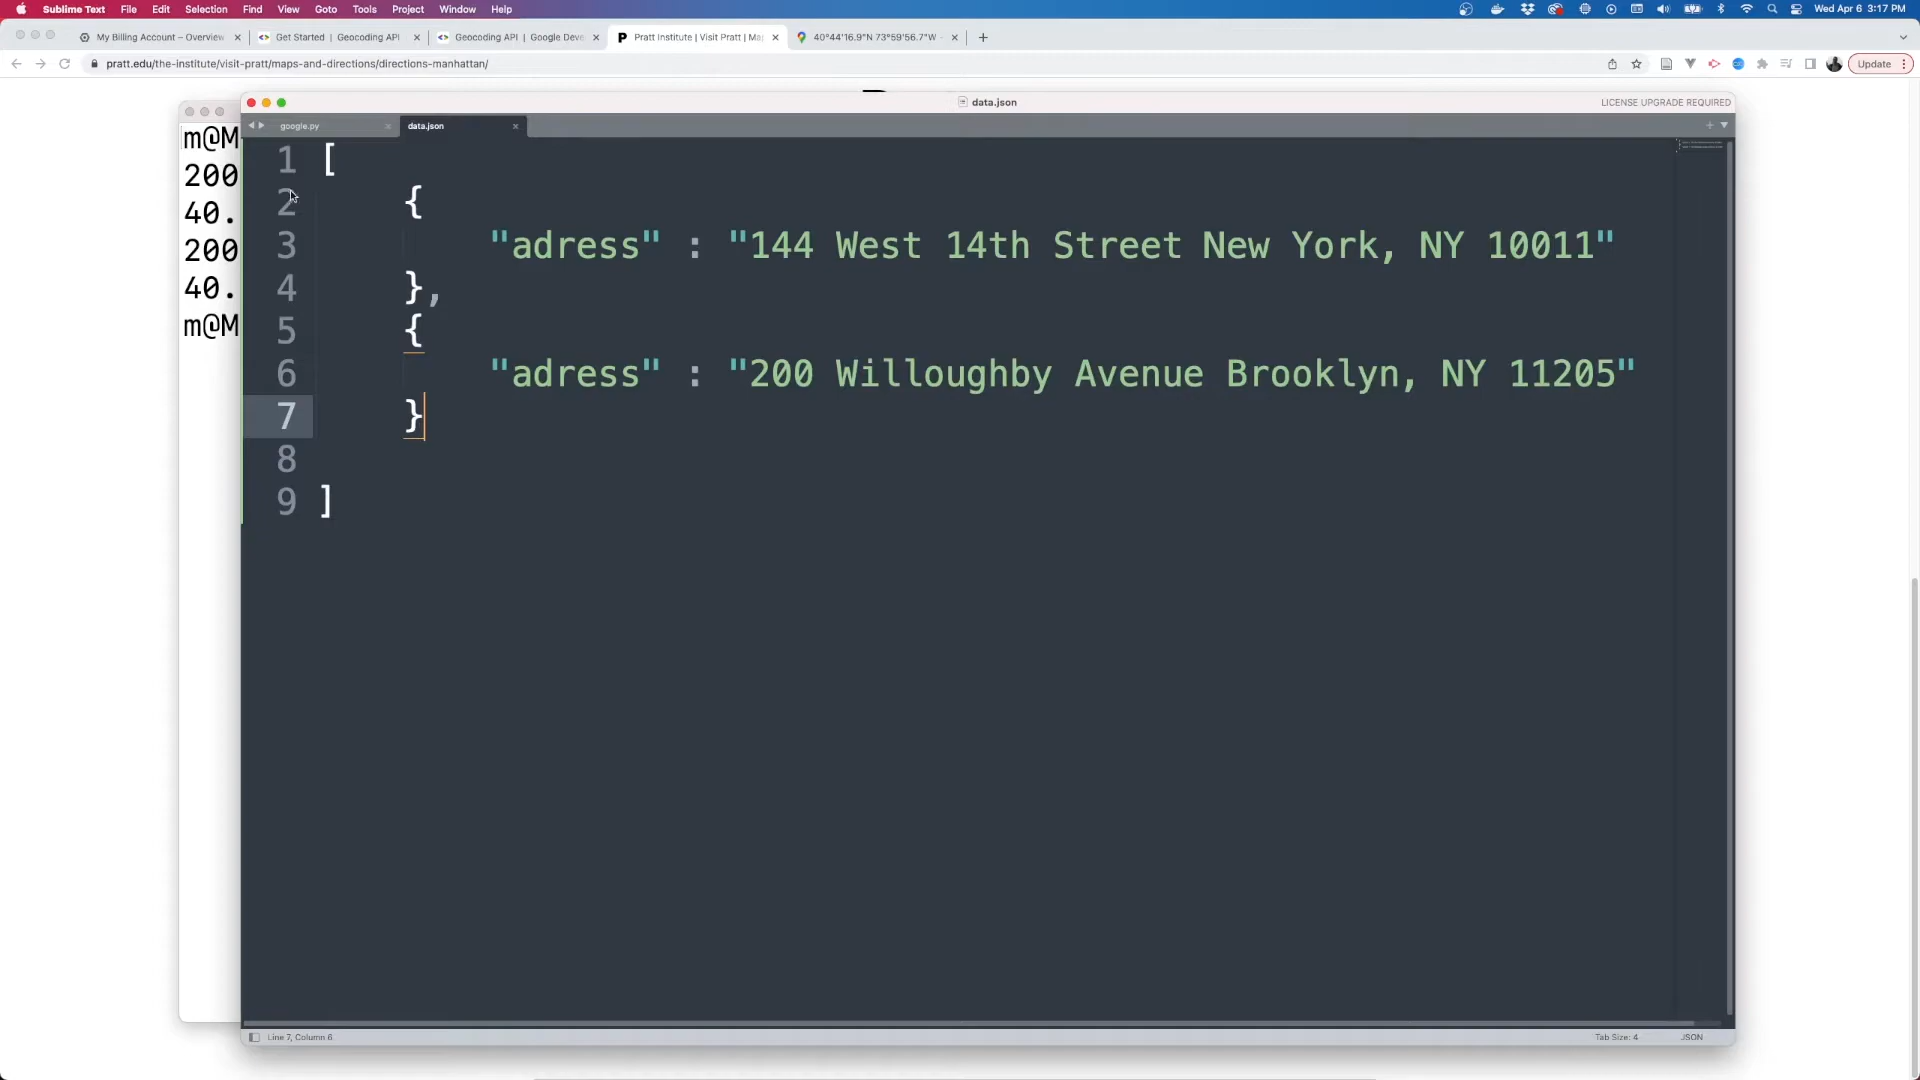 Sublime Text File Edit Selection Find View Goto Tools Project Window Help Wed Apr 6 3:17 PM
My Billing Account – Overview Get Started | Geocoding API Geocoding API | Google Deve Pratt Institute | Visit Pratt | Ma 40°44'16.9"N 73°59'56.7"W
pratt.edu/the-institute/visit-pratt/maps-and-directions/directions-manhattan/ Update
data.json LICENSE UPGRADE REQUIRED
google.py data.json
m@M
200
40.
200
40.
m@M
1 [
2 {
3 "adress" : "144 West 14th Street New York, NY 10011"
4 },
5 {
6 "adress" : "200 Willoughby Avenue Brooklyn, NY 11205"
7 }
8
9 ]
Line 7, Column 6 Tab Size: 4 JSON